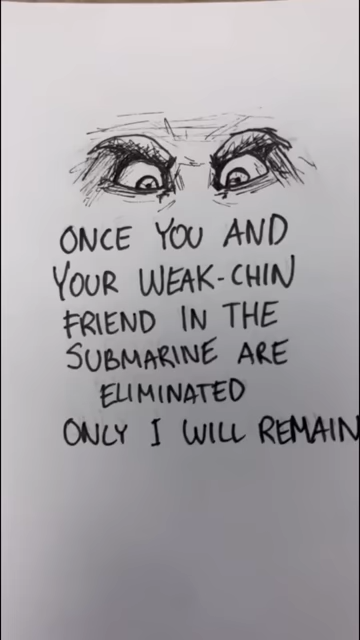 ONCE YOU AND
YOUR WEAK-CHIN
FRIEND IN THE
SUBMARINE ARE
ELIMINATED
ONLY I WILL REMAIN